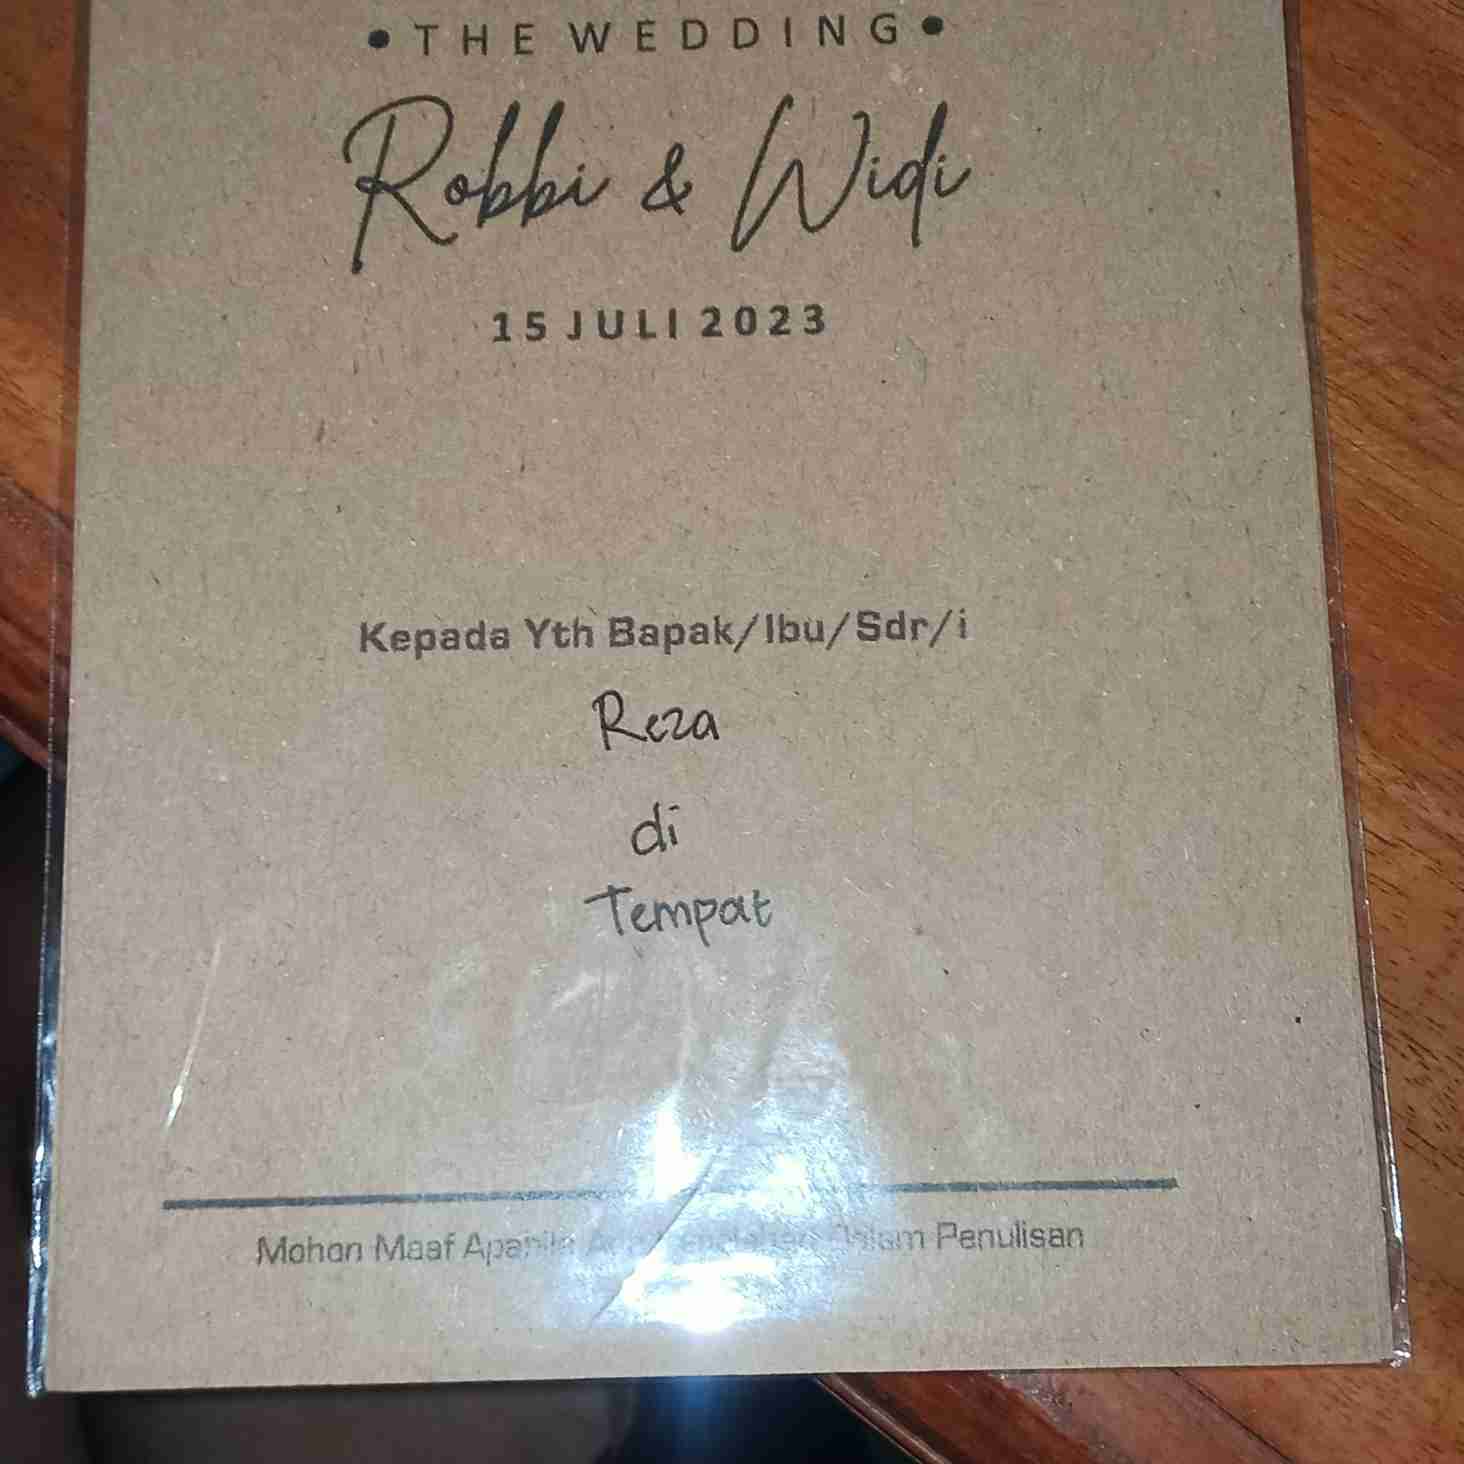 • THE WEDDING •
Robbi & Widi
15 JULI 2023
Kepada Yth Bapak/Ibu/Sdr/i
Reza
di
Tempat
Mohon Maaf Apabila Dalam Penulisan